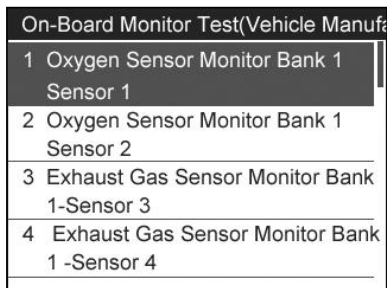 On-Board Monitor Test(Vehicle Manufa
1 Oxygen Sensor Monitor Bank 1
Sensor 1
2 Oxygen Sensor Monitor Bank 1
Sensor 2
3 Exhaust Gas Sensor Monitor Bank
1-Sensor 3
4 Exhaust Gas Sensor Monitor Bank
1 -Sensor 4